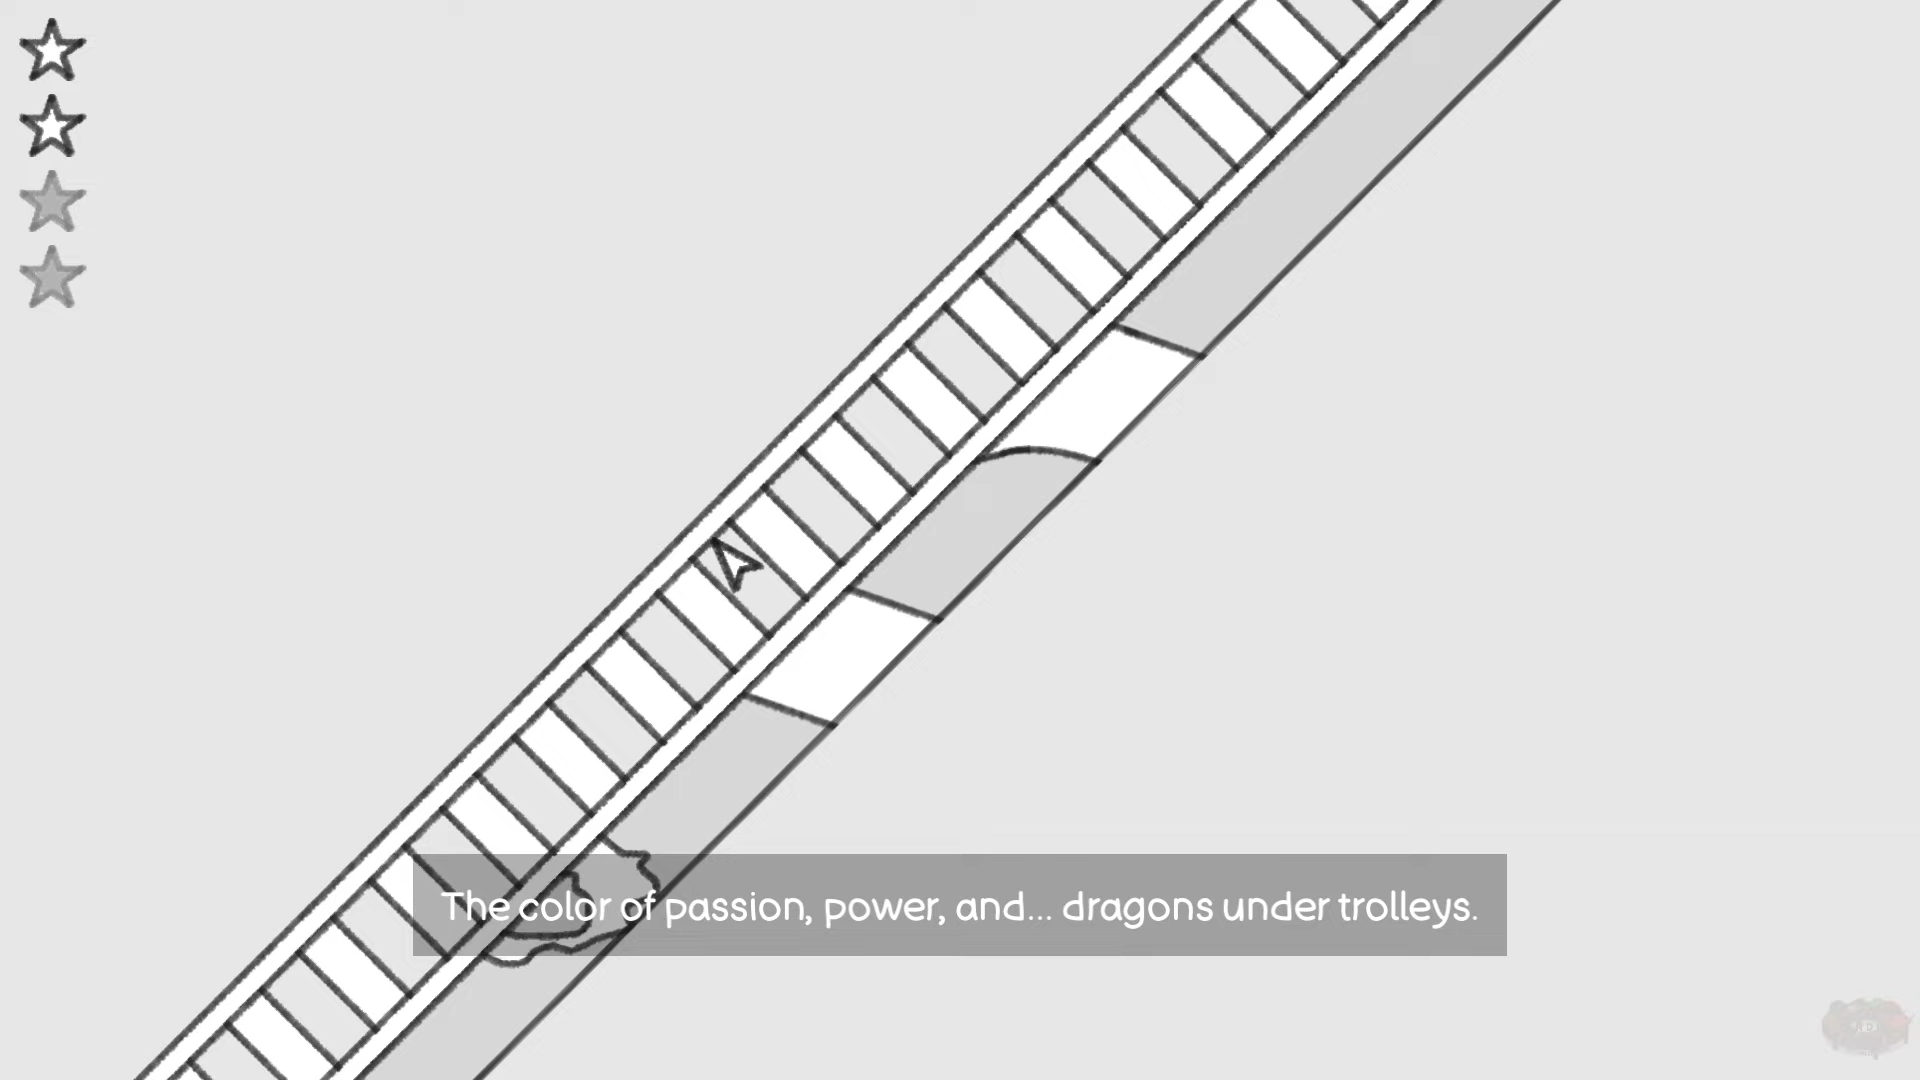 The color of passion, power, and... dragons under trolleys.